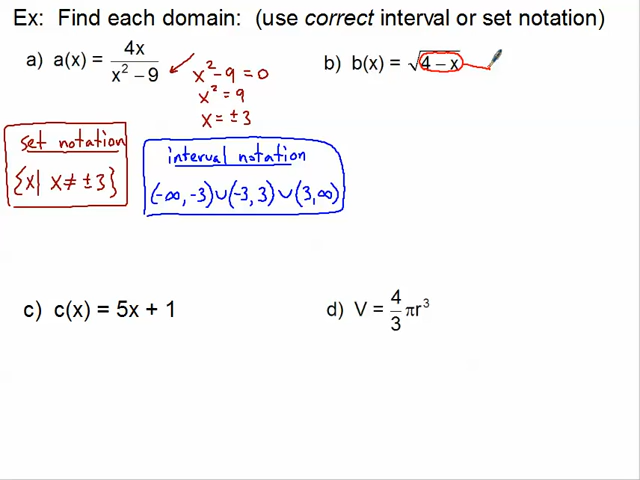 Ex: Find each domain: (use correct interval or set notation)
a) a(x) = 4x / x² − 9
x² − 9 = 0
x² = 9
x = ±3
set notation
{x| x ≠ ±3}
interval notation
(-∞, -3) ∪ (-3, 3) ∪ (3, ∞)
b) b(x) = √4 − x
c) c(x) = 5x + 1
d) V = 4/3 πr³